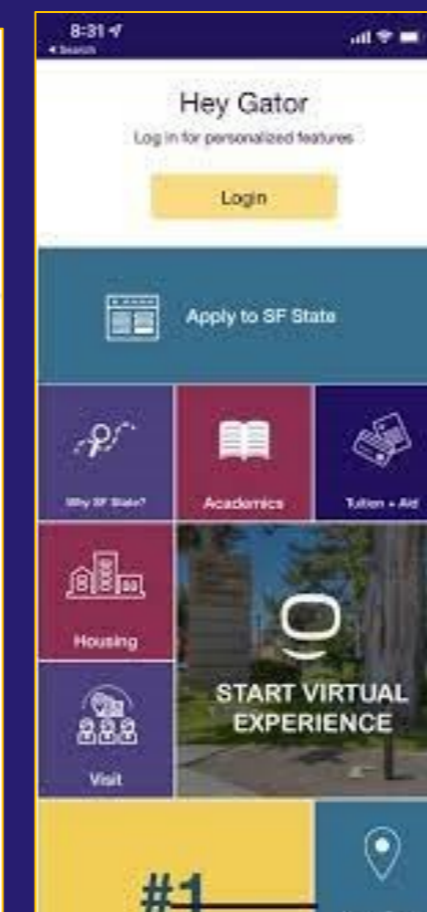 8:31
◂ Search
Hey Gator
Log in for personalized features
Login
Apply to SF State
Why SF State?
Academics
Tuition + Aid
Housing
START VIRTUAL
EXPERIENCE
Visit
#1